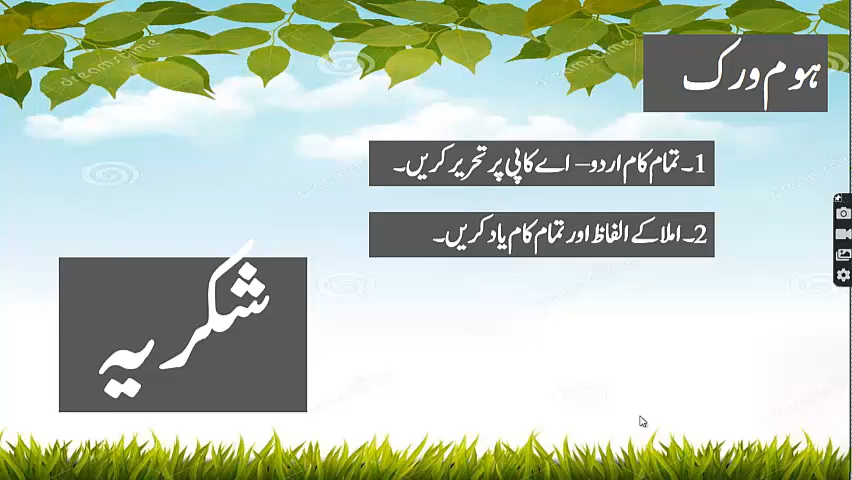 ہوم ورک
1۔ تمام کام اردو– اے کاپی پر تحریر کریں۔
2۔ املا کے الفاظ اور تمام کام یاد کریں۔
شکریہ
dreamstime